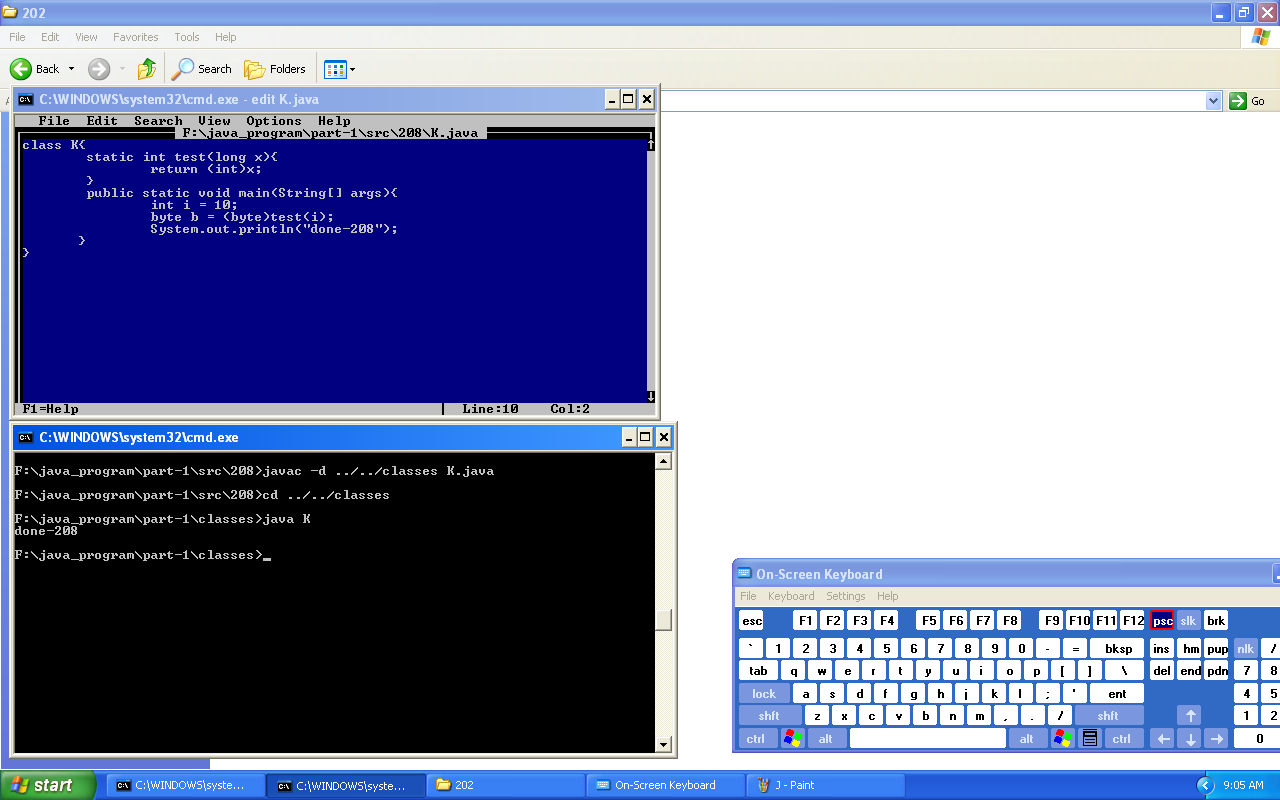 202
File Edit View Favorites Tools Help
Back Search Folders
Go
C:\WINDOWS\system32\cmd.exe - edit K.java
File Edit Search View Options Help
F:\java_program\part-1\src\208\K.java
class K{
static int test(long x){
return (int)x;
}
public static void main(String[] args){
int i = 10;
byte b = (byte)test(i);
System.out.println("done-208");
}
}
F1=Help Line:10 Col:2
C:\WINDOWS\system32\cmd.exe
F:\java_program\part-1\src\208>javac -d ../../classes K.java
F:\java_program\part-1\src\208>cd ../../classes
F:\java_program\part-1\classes>java K
done-208
F:\java_program\part-1\classes>_
On-Screen Keyboard
File Keyboard Settings Help
esc F1 F2 F3 F4 F5 F6 F7 F8 F9 F10 F11 F12 psc slk brk
` 1 2 3 4 5 6 7 8 9 0 - = bksp ins hm pup nlk /
tab q w e r t y u i o p [ ] \ del end pdn 7 8
lock a s d f g h j k l ; ' ent 4 5
shft z x c v b n m , . / shft 1 2
ctrl alt alt ctrl 0
start C:\WINDOWS\syste... C:\WINDOWS\syste... 202 On-Screen Keyboard J - Paint 9:05 AM